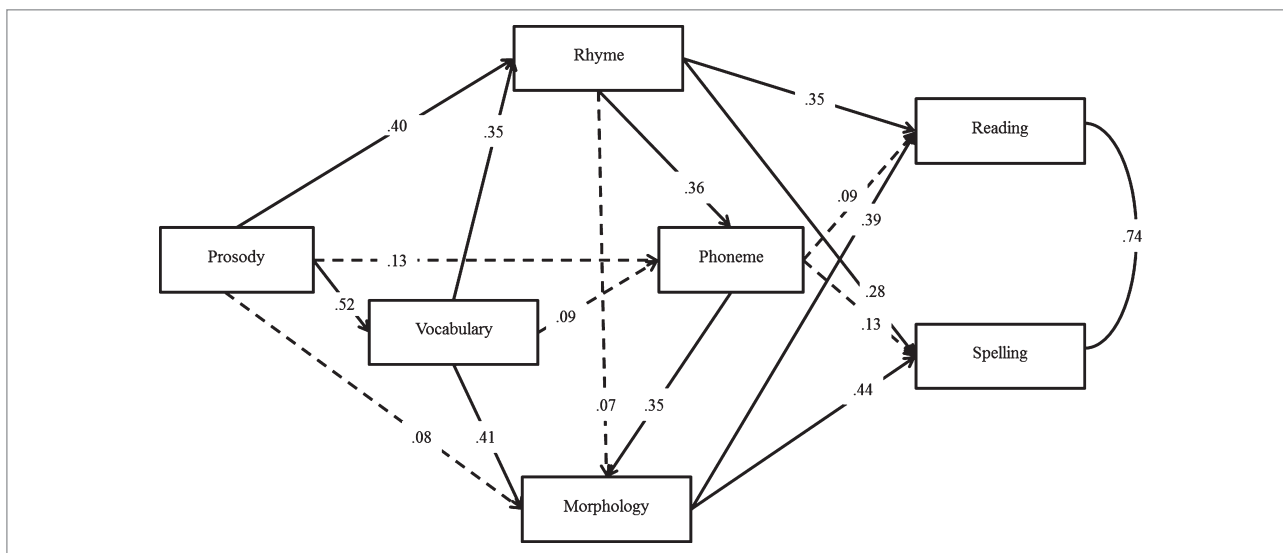 Rhyme
.35
.40
.35
Reading
.36
.09
.39
.74
Prosody
.13
Phoneme
.52
.28
Vocabulary
.09
.13
Spelling
.44
.07
.35
.08
.41
Morphology